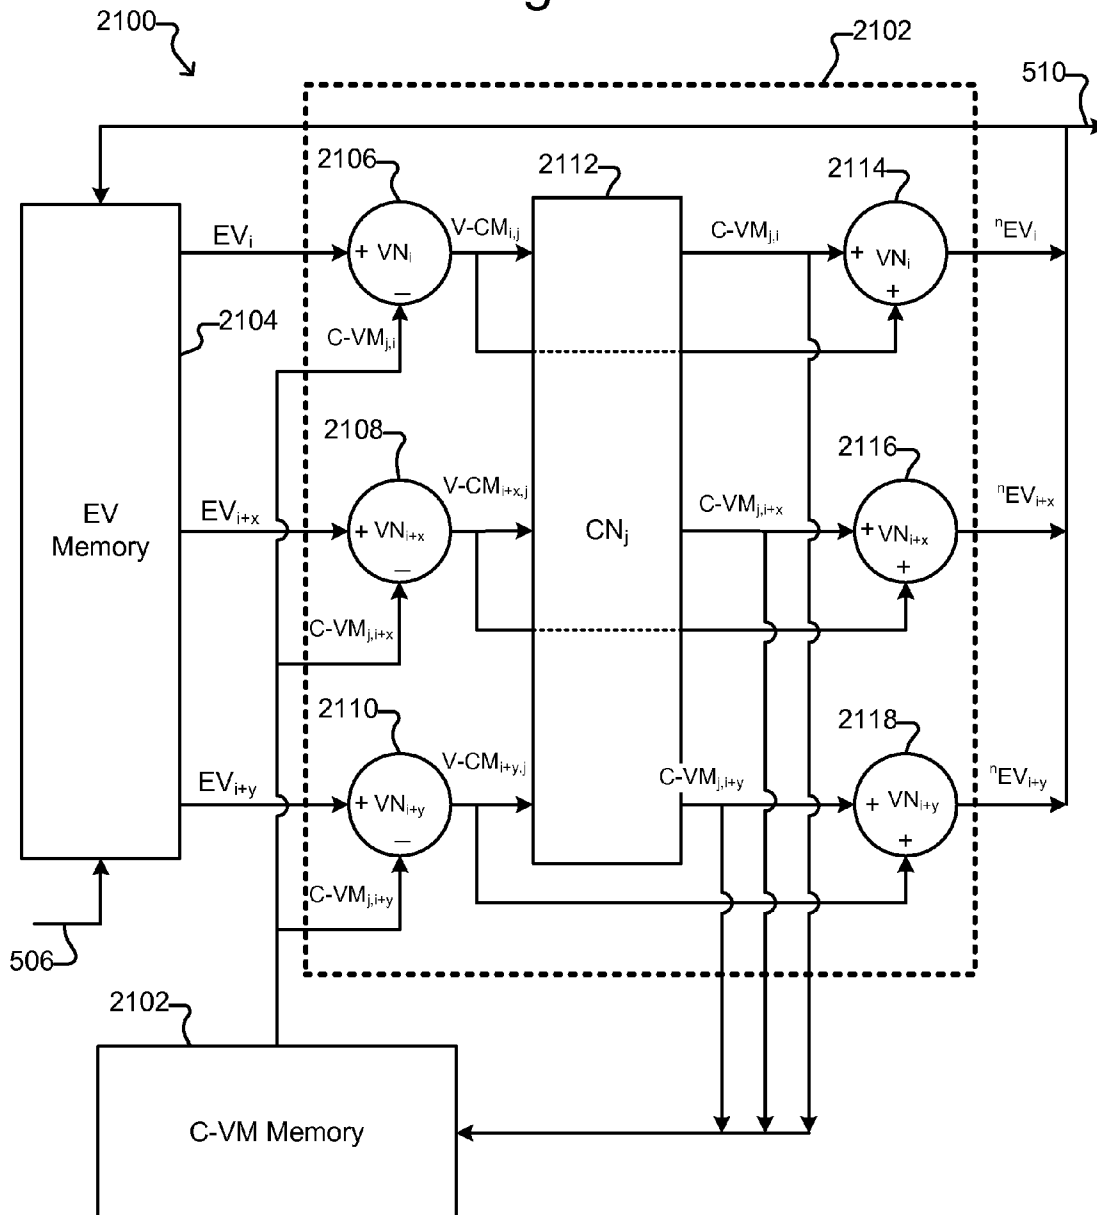 g
2100
2102
510
2106
2112
2114
EVi
+ VNi
−
V-CMi,j
C-VMj,i
+ VNi
+
nEVi
2104
C-VMj,i
2108
2116
EV
Memory
EVi+x
+ VNi+x
−
V-CMi+x,j
CNj
C-VMj,i+x
+ VNi+x
+
nEVi+x
C-VMj,i+x
2110
2118
EVi+y
+ VNi+y
−
V-CMi+y,j
C-VMj,i+y
+ VNi+y
+
nEVi+y
C-VMj,i+y
506
2102
C-VM Memory